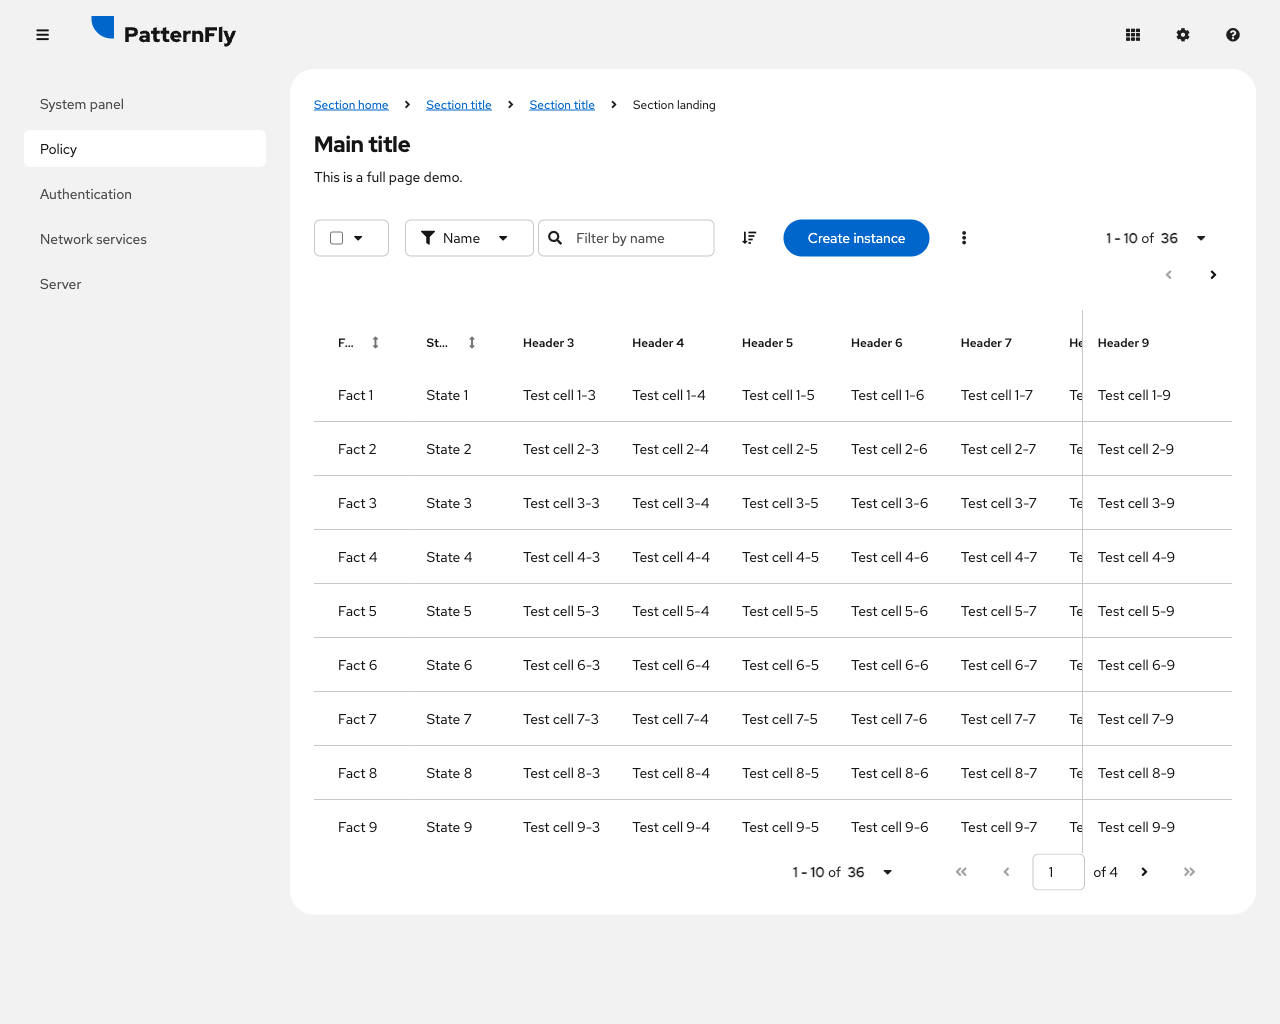 PatternFly
System panel
Policy
Authentication
Network services
Server
Section home Section title Section title Section landing
Main title
This is a full page demo.
Name Filter by name Create instance 1 - 10 of 36
F... St... Header 3 Header 4 Header 5 Header 6 Header 7 He Header 9
Fact 1 State 1 Test cell 1-3 Test cell 1-4 Test cell 1-5 Test cell 1-6 Test cell 1-7 Te Test cell 1-9
Fact 2 State 2 Test cell 2-3 Test cell 2-4 Test cell 2-5 Test cell 2-6 Test cell 2-7 Te Test cell 2-9
Fact 3 State 3 Test cell 3-3 Test cell 3-4 Test cell 3-5 Test cell 3-6 Test cell 3-7 Te Test cell 3-9
Fact 4 State 4 Test cell 4-3 Test cell 4-4 Test cell 4-5 Test cell 4-6 Test cell 4-7 Te Test cell 4-9
Fact 5 State 5 Test cell 5-3 Test cell 5-4 Test cell 5-5 Test cell 5-6 Test cell 5-7 Te Test cell 5-9
Fact 6 State 6 Test cell 6-3 Test cell 6-4 Test cell 6-5 Test cell 6-6 Test cell 6-7 Te Test cell 6-9
Fact 7 State 7 Test cell 7-3 Test cell 7-4 Test cell 7-5 Test cell 7-6 Test cell 7-7 Te Test cell 7-9
Fact 8 State 8 Test cell 8-3 Test cell 8-4 Test cell 8-5 Test cell 8-6 Test cell 8-7 Te Test cell 8-9
Fact 9 State 9 Test cell 9-3 Test cell 9-4 Test cell 9-5 Test cell 9-6 Test cell 9-7 Te Test cell 9-9
1 - 10 of 36 1 of 4